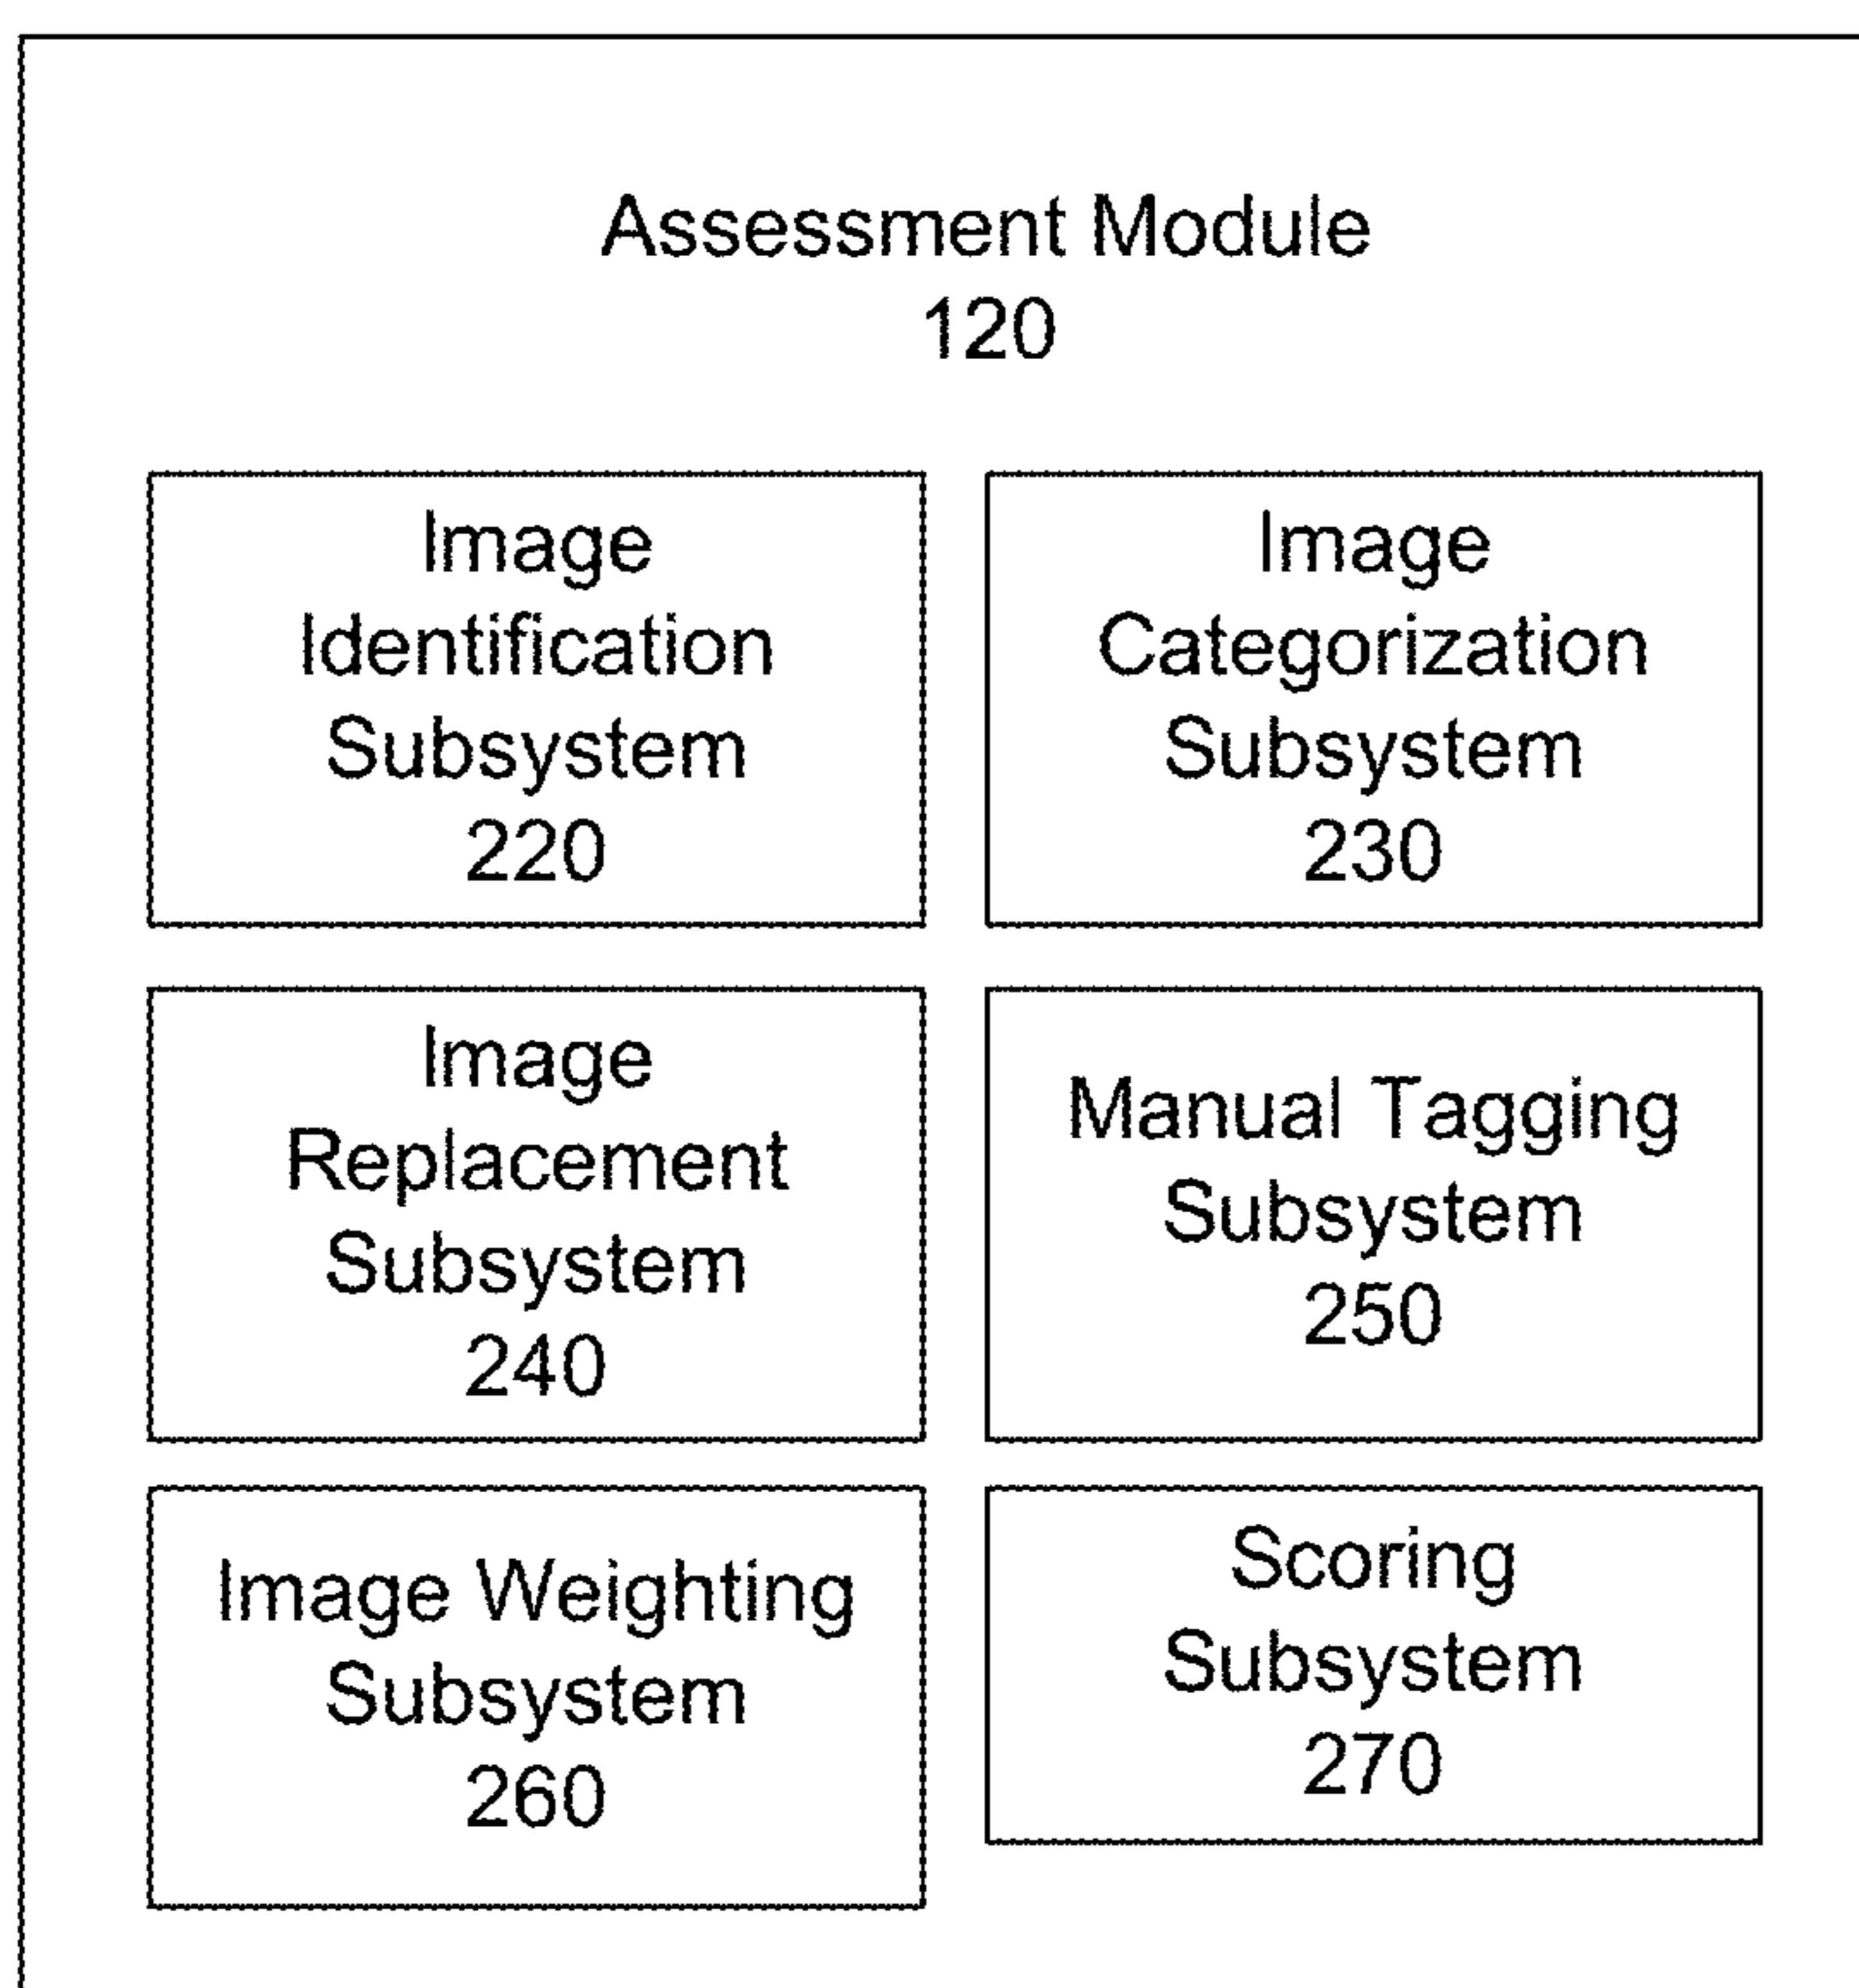 Assessment Module
120
Image
Identification
Subsystem
220
Image
Categorization
Subsystem
230
Image
Replacement
Subsystem
240
Manual Tagging
Subsystem
250
Image Weighting
Subsystem
260
Scoring
Subsystem
270